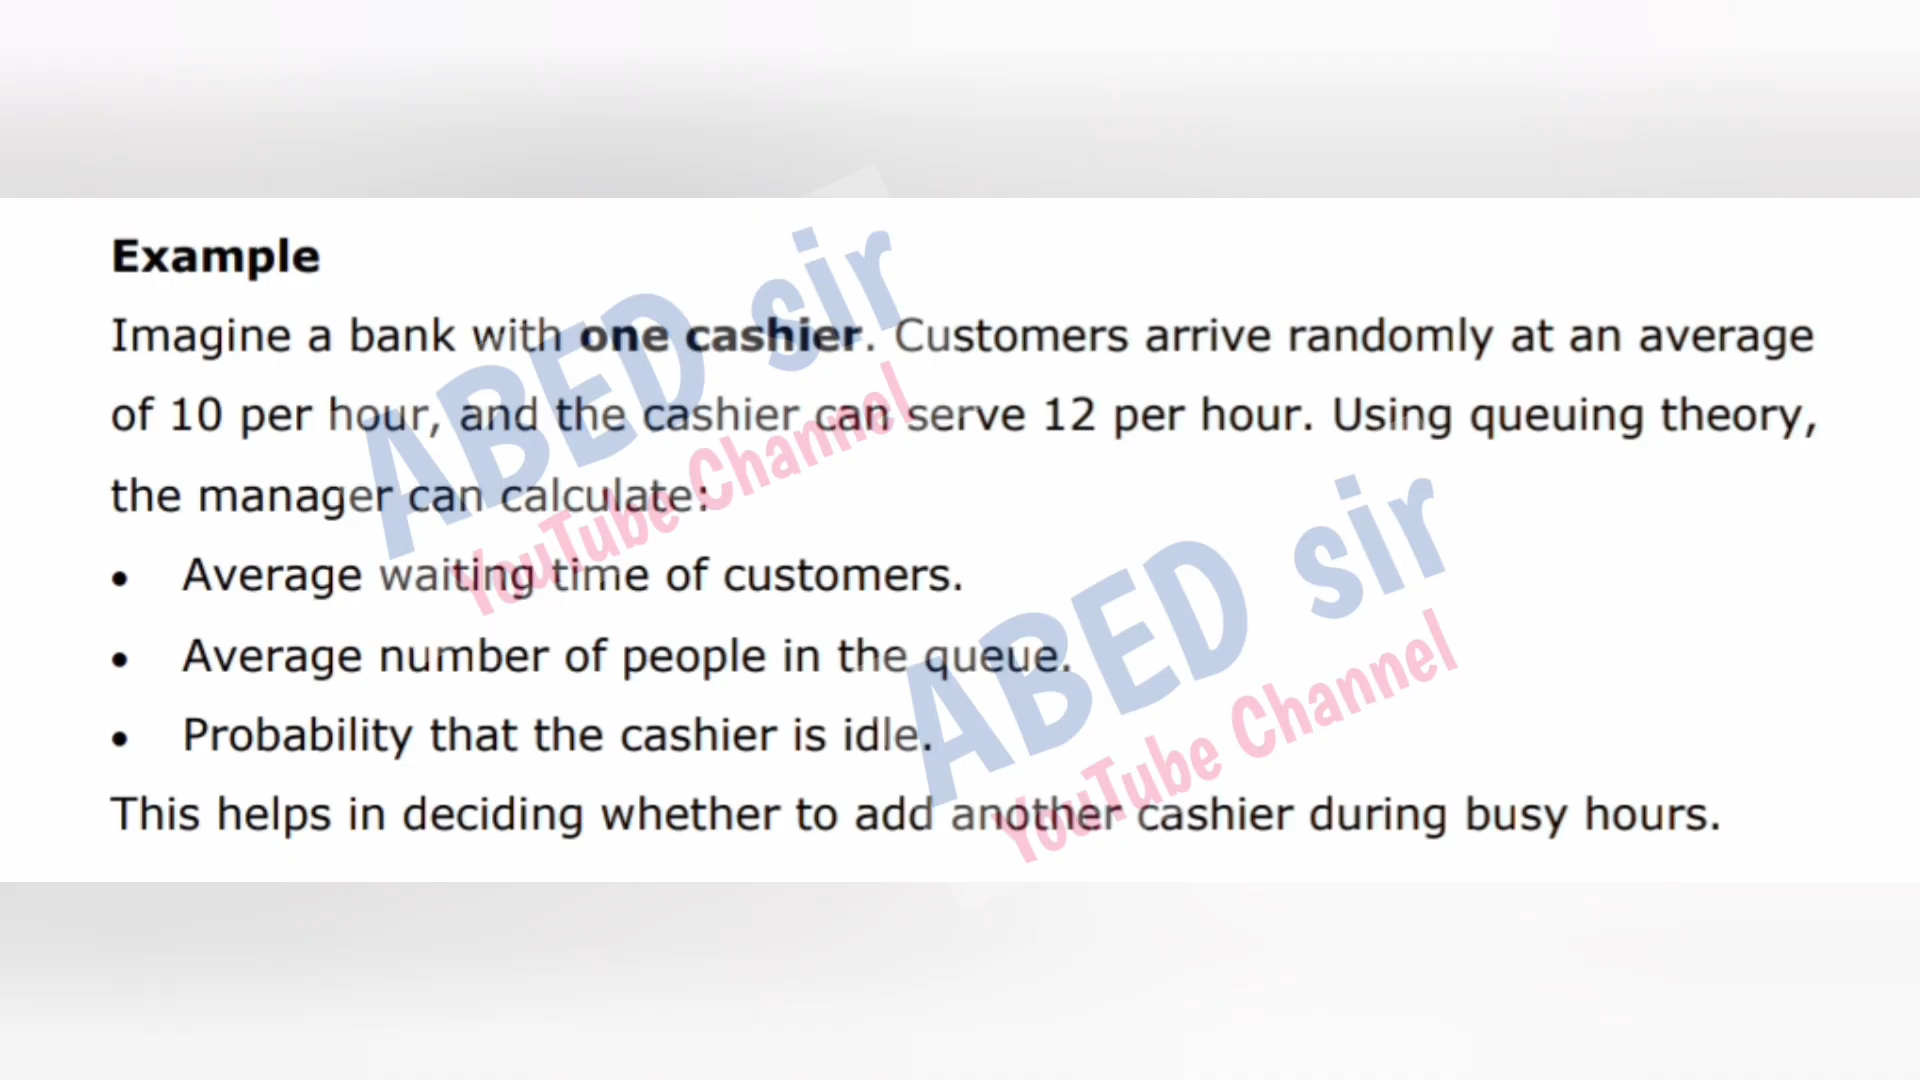 Example
Imagine a bank with one cashier. Customers arrive randomly at an average
of 10 per hour, and the cashier can serve 12 per hour. Using queuing theory,
the manager can calculate:
• Average waiting time of customers.
• Average number of people in the queue.
• Probability that the cashier is idle.
This helps in deciding whether to add another cashier during busy hours.
ABED sir
YouTube Channel
ABED sir
YouTube Channel